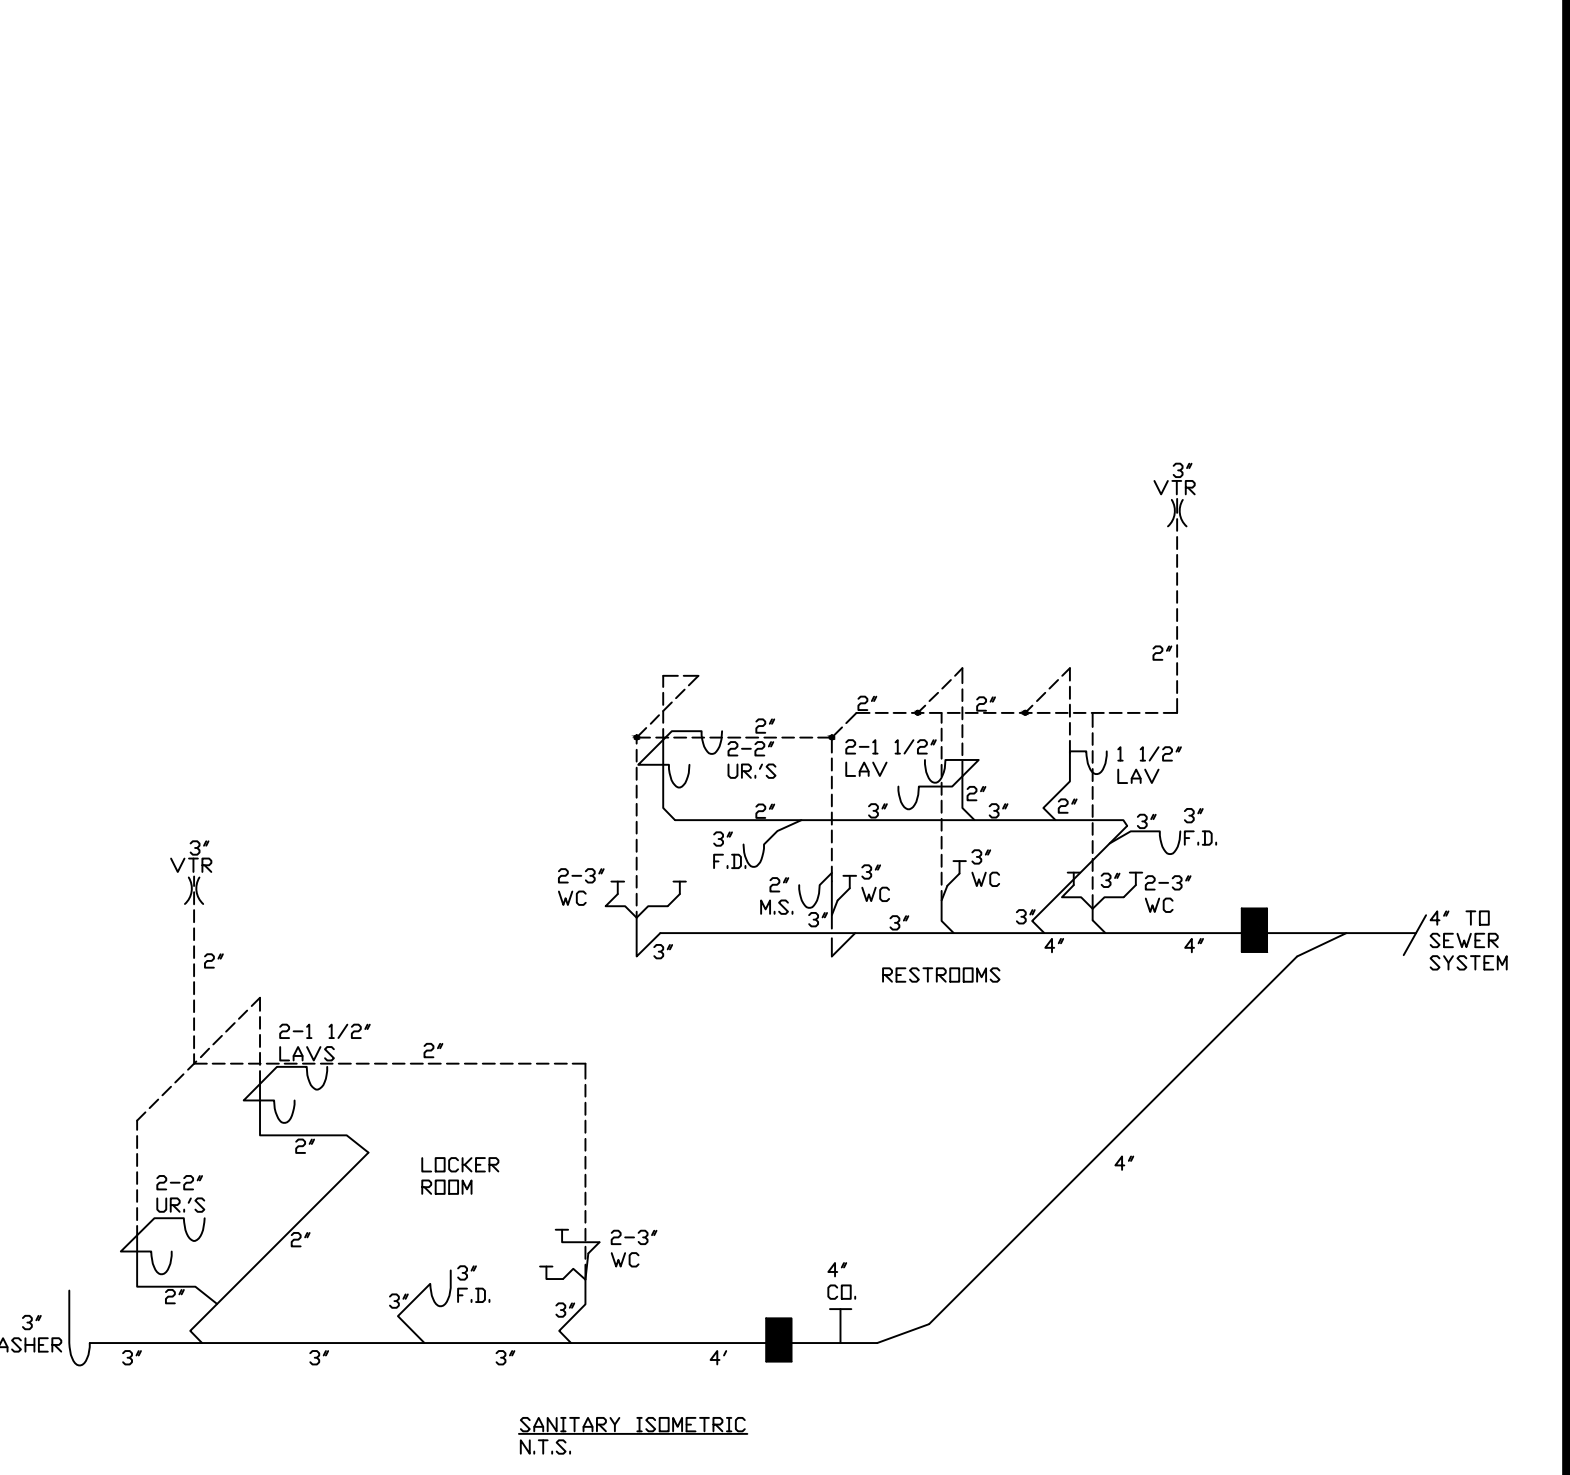 3"
VTR
2"
2"
2"
2"
2-2"
UR.'S
2-1 1/2"
LAV
1 1/2"
LAV
2"
2"
2"
3"
3"
3"
3"
F.D.
3"
F.D.
2-3"
WC
2"
M.S.
3"
WC
3"
WC
3"
2-3"
WC
3"
3"
3"
3"
4"
4"
4" TO
SEWER
SYSTEM
RESTROOMS
3"
VTR
2"
2-1 1/2"
LAVS
2"
2"
LOCKER
ROOM
2-2"
UR.'S
2"
2"
3"
F.D.
3"
2-3"
WC
3"
4"
CO.
4"
3"
ASHER
3"
3"
3"
4'
SANITARY ISOMETRIC
N.T.S.